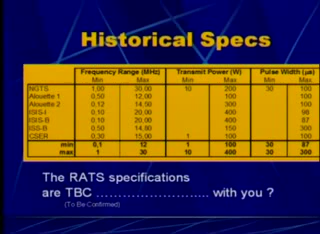 Historical Specs
Frequency Range (MHz) Transmit Power (W) Pulse Width (µs)
Min Max Min Max Min Max
NGTS 1,00 30,00 10 200 30 100
Alouette 1 0,50 12,00 100 100
Alouette 2 0,12 14,50 300 100
ISIS-I 0,10 20,00 400 98
ISIS-B 0,10 20,00 400 87
ISS-B 0,50 14,80 150 300
CSER 0,30 15,00 1 100 100
min 0,1 12 1 100 30 87
max 1 30 10 400 30 300
The RATS specifications
are TBC …………………….. with you ?
(To Be Confirmed)